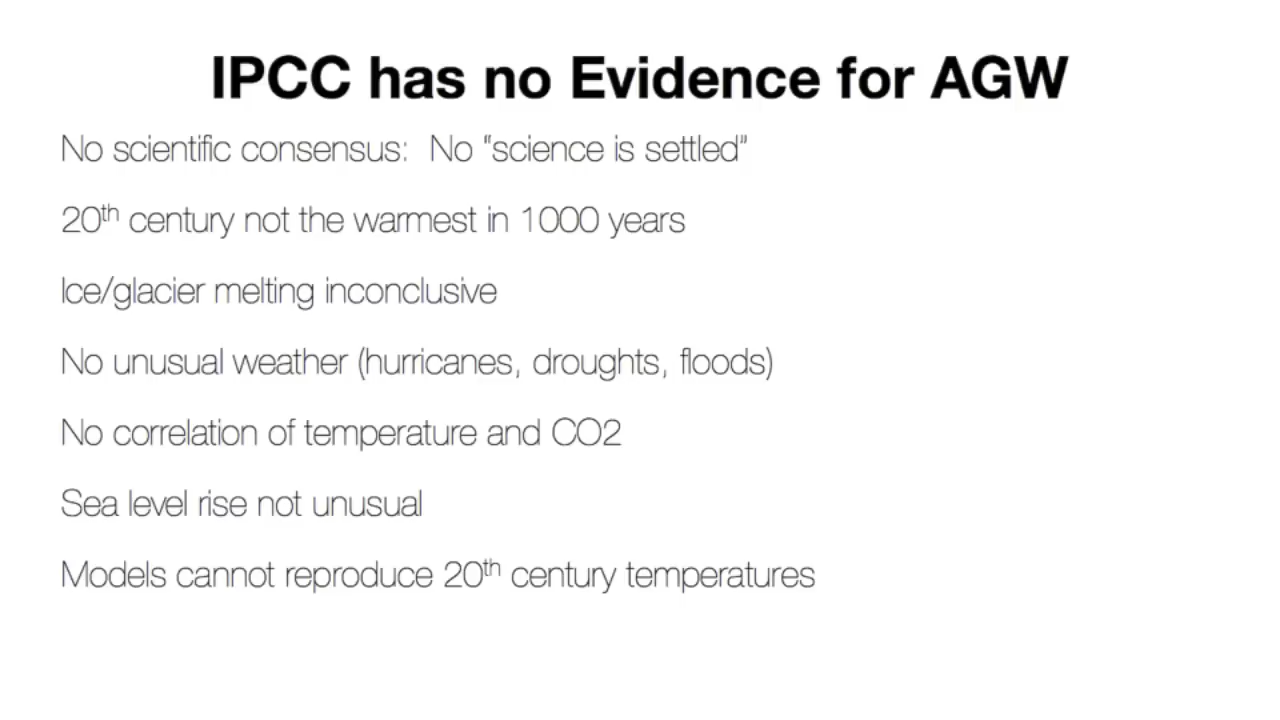 IPCC has no Evidence for AGW
No scientific consensus: No “science is settled”
20th century not the warmest in 1000 years
Ice/glacier melting inconclusive
No unusual weather (hurricanes, droughts, floods)
No correlation of temperature and CO2
Sea level rise not unusual
Models cannot reproduce 20th century temperatures